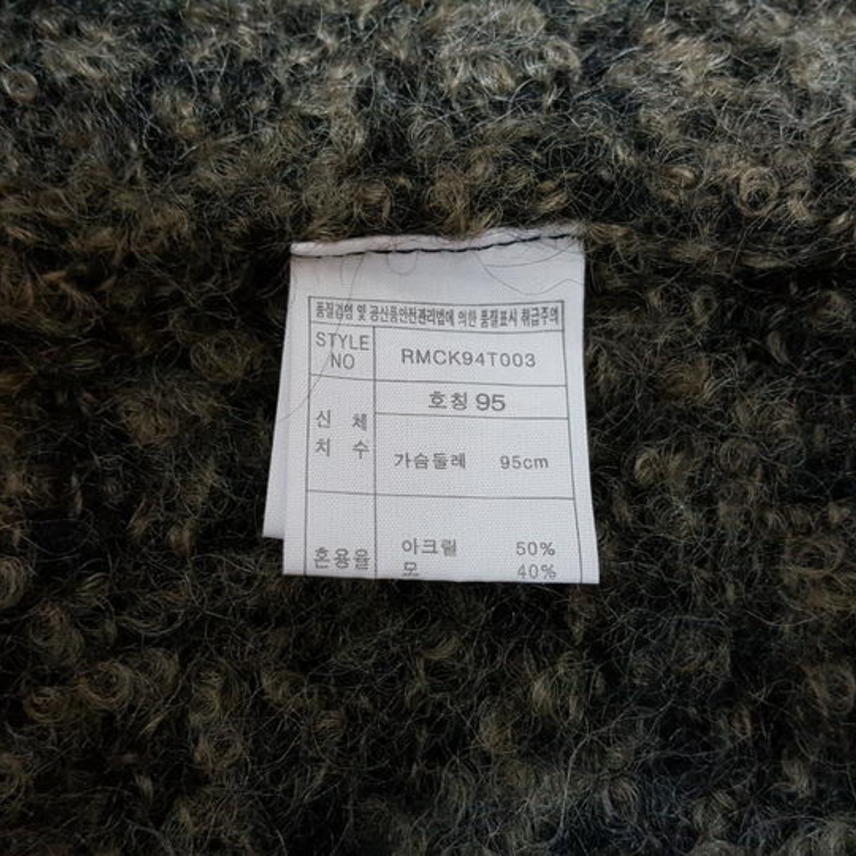 품질경영 및 공산품안전관리법에 의한 품질표시 취급주의
STYLE NO RMCK94T003
호칭 95
신체 치수
가슴둘레 95cm
아크릴 50%
혼용율 모 40%